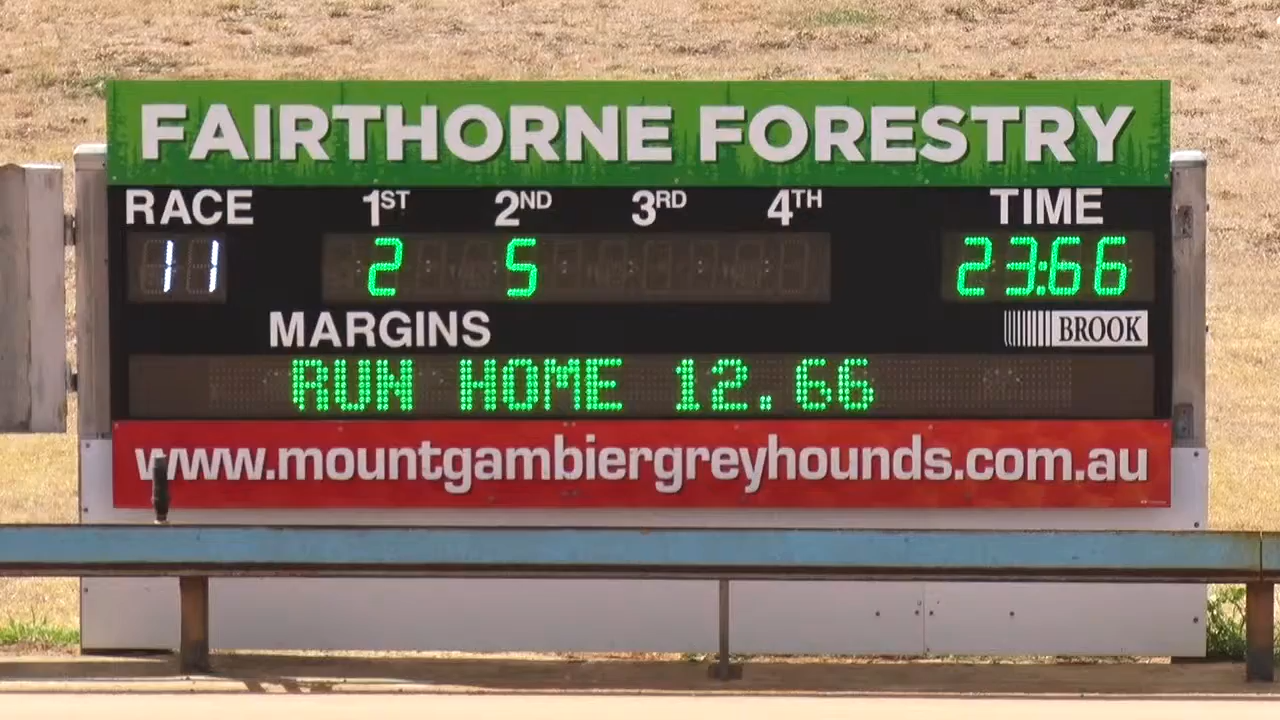 FAIRTHORNE FORESTRY
RACE 1ST 2ND 3RD 4TH TIME
11 2 5 23:66
MARGINS BROOK
RUN HOME 12.66
www.mountgambiergreyhounds.com.au